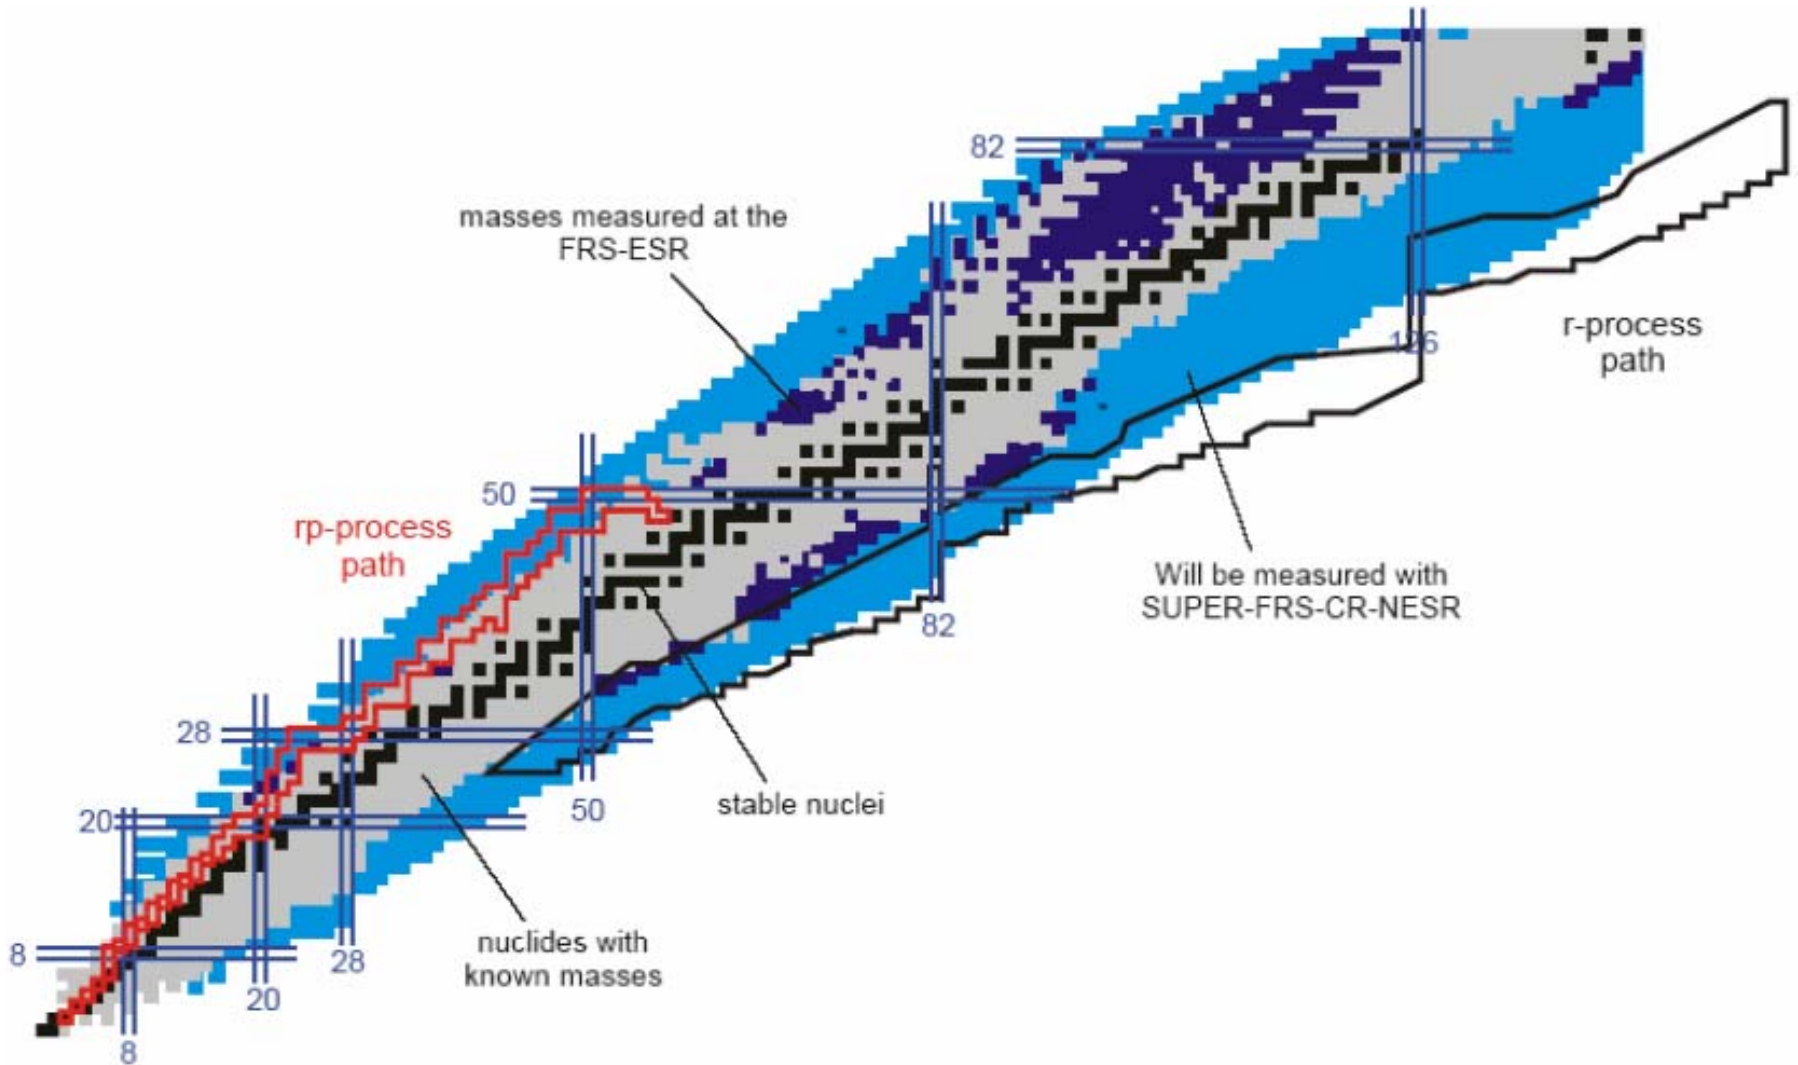 82
masses measured at the
FRS-ESR
r-process
path
126
50
rp-process
path
Will be measured with
SUPER-FRS-CR-NESR
82
28
stable nuclei
50
20
nuclides with
known masses
8
28
20
8